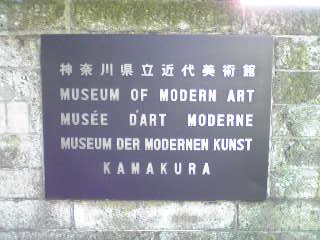 神奈川県立近代美術館
MUSEUM OF MODERN ART
MUSÉE D'ART MODERNE
MUSEUM DER MODERNEN KUNST
KAMAKURA